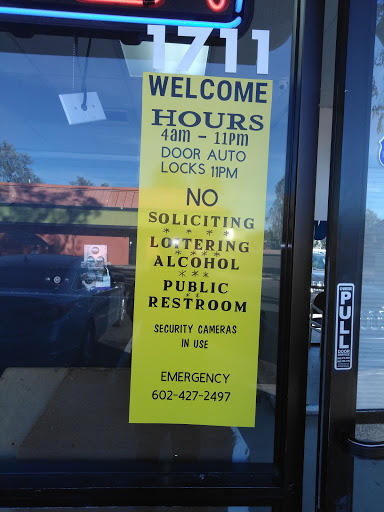 1711
WELCOME
HOURS
4am – 11pm
DOOR AUTO
LOCKS 11PM
NO
SOLICITING
* * * *
LOITERING
* * * *
ALCOHOL
* * *
PUBLIC
* *
RESTROOM
SECURITY CAMERAS
IN USE
EMERGENCY
602-427-2497
PULL